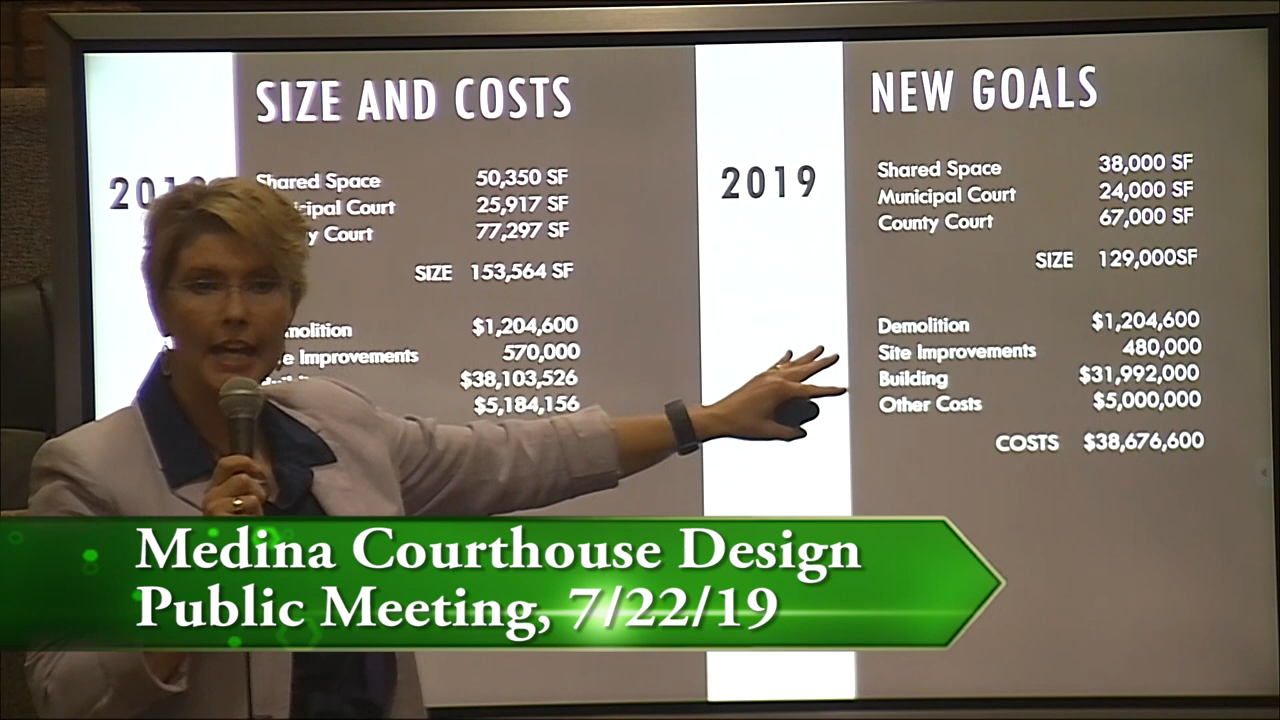 SIZE AND COSTS
Shared Space 50,350 SF
Court 25,917 SF
Court 77,297 SF
SIZE 153,564 SF
$1,204,600
Improvements 570,000
$38,103,526
$5,184,156
NEW GOALS
2019
Shared Space 38,000 SF
Municipal Court 24,000 SF
County Court 67,000 SF
SIZE 129,000SF
Demolition $1,204,600
Site Improvements 480,000
Building $31,992,000
Other Costs $5,000,000
COSTS $38,676,600
Medina Courthouse Design
Public Meeting, 7/22/19